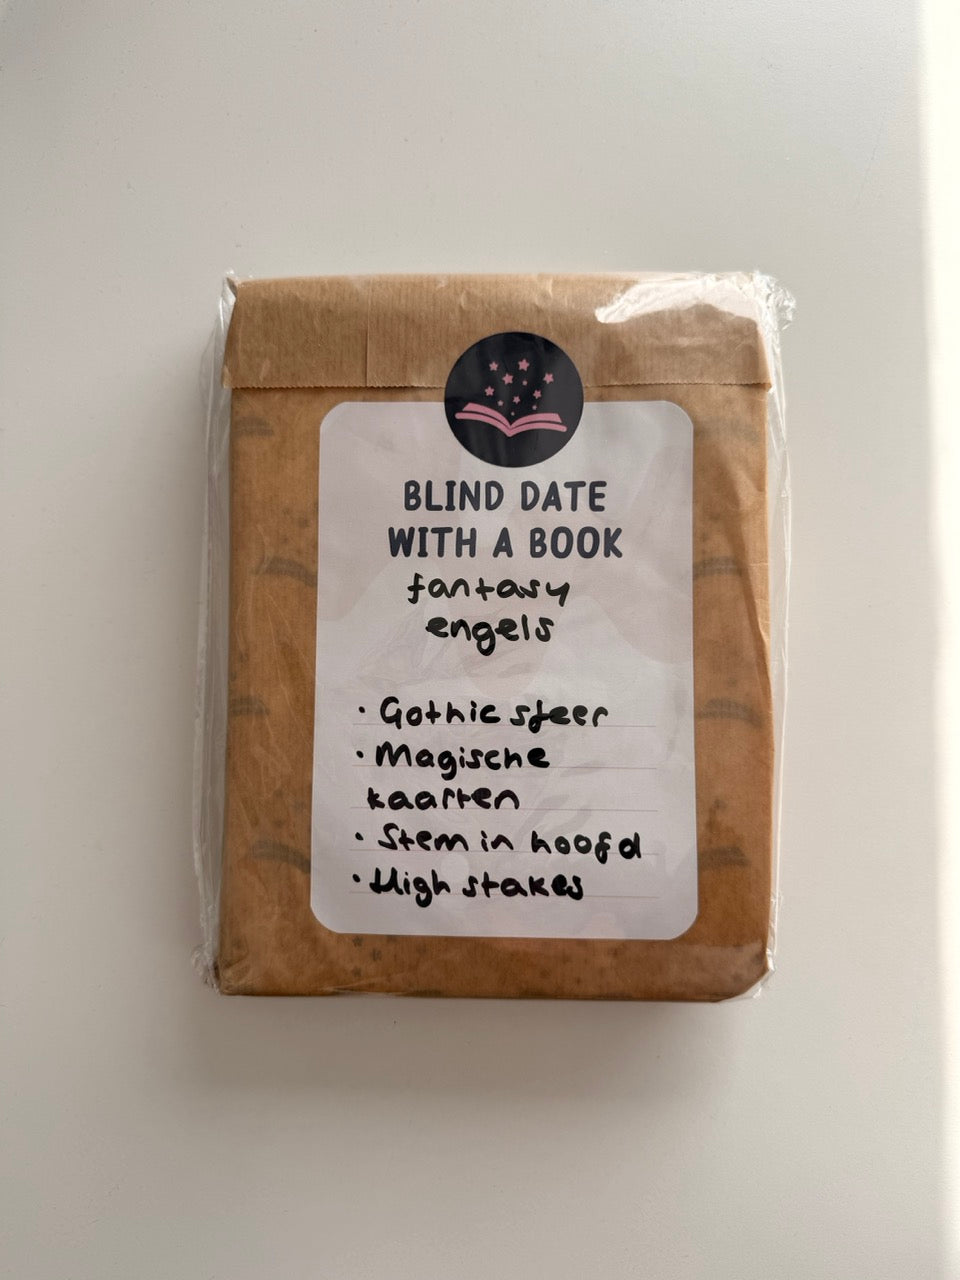 BLIND DATE
WITH A BOOK
fantasy
engels
• Gothic sfeer
• Magische
kaarten
• Stem in hoofd
• High stakes